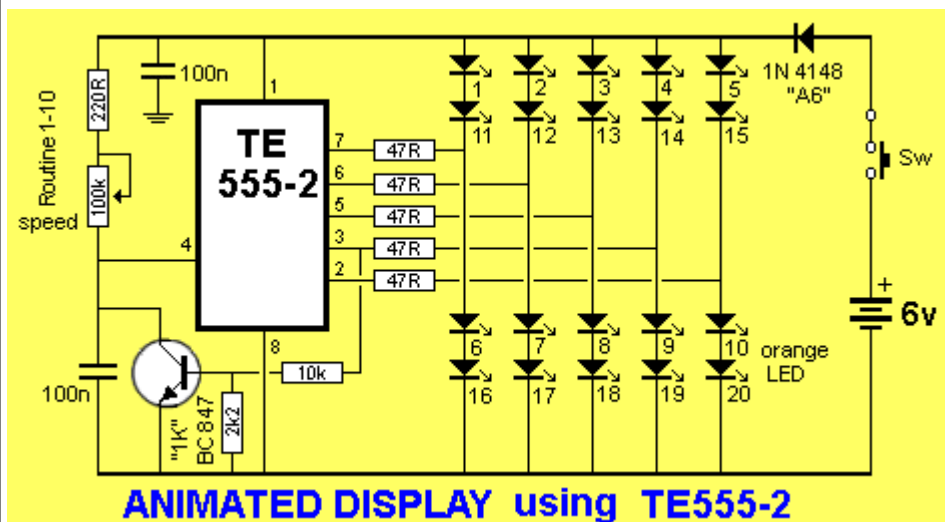 220R
100n
Routine 1-10
100k
speed
1
TE
555-2
7
47R
6
47R
5
47R
3
47R
2
47R
4
8
1
2
3
4
5
11
12
13
14
15
1N 4148
"A6"
Sw
+
6v
6
7
8
9
10
orange
LED
16
17
18
19
20
100n
"1K"
BC 847
2k2
10k
ANIMATED DISPLAY using TE555-2